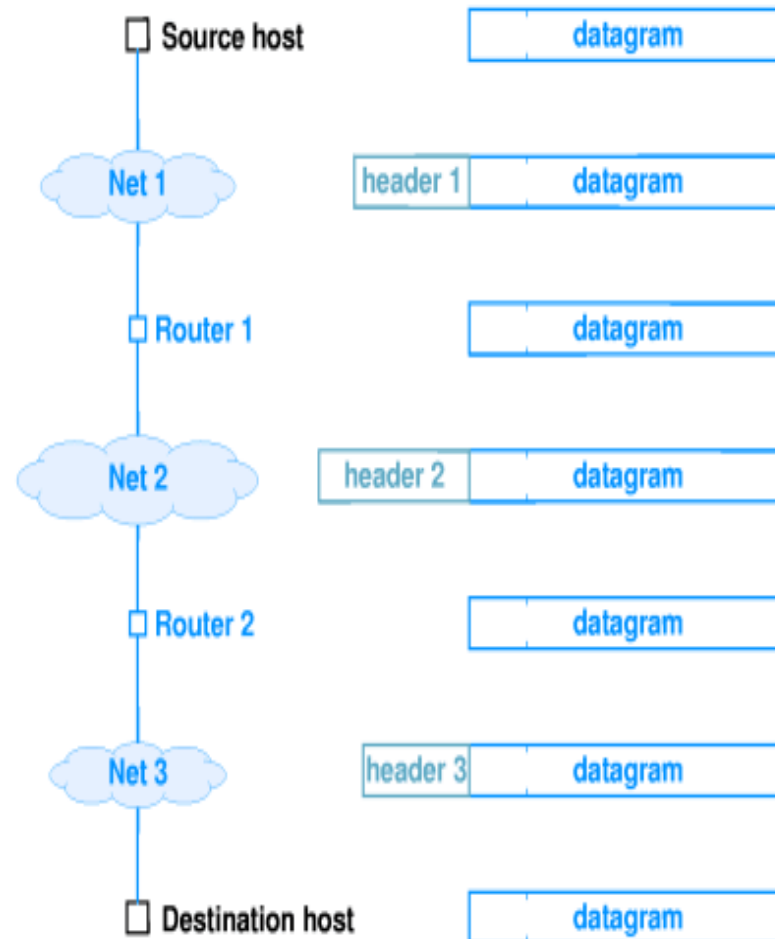 Source host datagram
Net 1 header 1 datagram
Router 1 datagram
Net 2 header 2 datagram
Router 2 datagram
Net 3 header 3 datagram
Destination host datagram